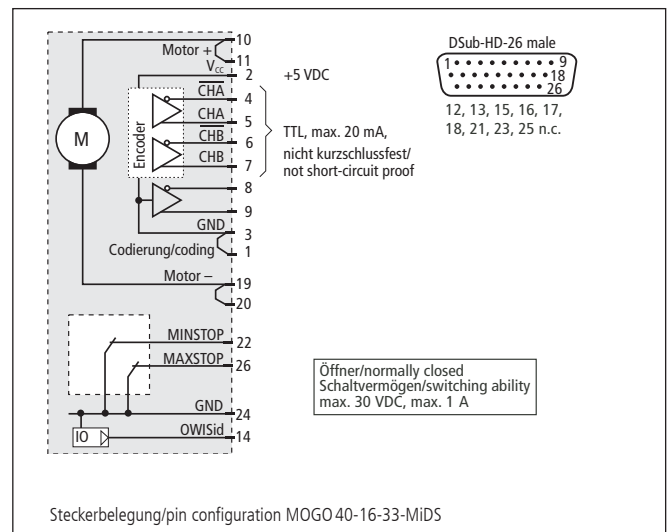 10
Motor +
11
VCC
2
+5 VDC
CHA
4
CHA
5
CHB
6
CHB
7
TTL, max. 20 mA,
nicht kurzschlussfest/
not short-circuit proof
M
Encoder
8
9
GND
3
Codierung/coding
1
Motor –
19
20
MINSTOP
22
MAXSTOP
26
GND
24
IO
OWISid
14
DSub-HD-26 male
1
9
18
26
12, 13, 15, 16, 17,
18, 21, 23, 25 n.c.
Öffner/normally closed
Schaltvermögen/switching ability
max. 30 VDC, max. 1 A
Steckerbelegung/pin configuration MOGO 40-16-33-MiDS